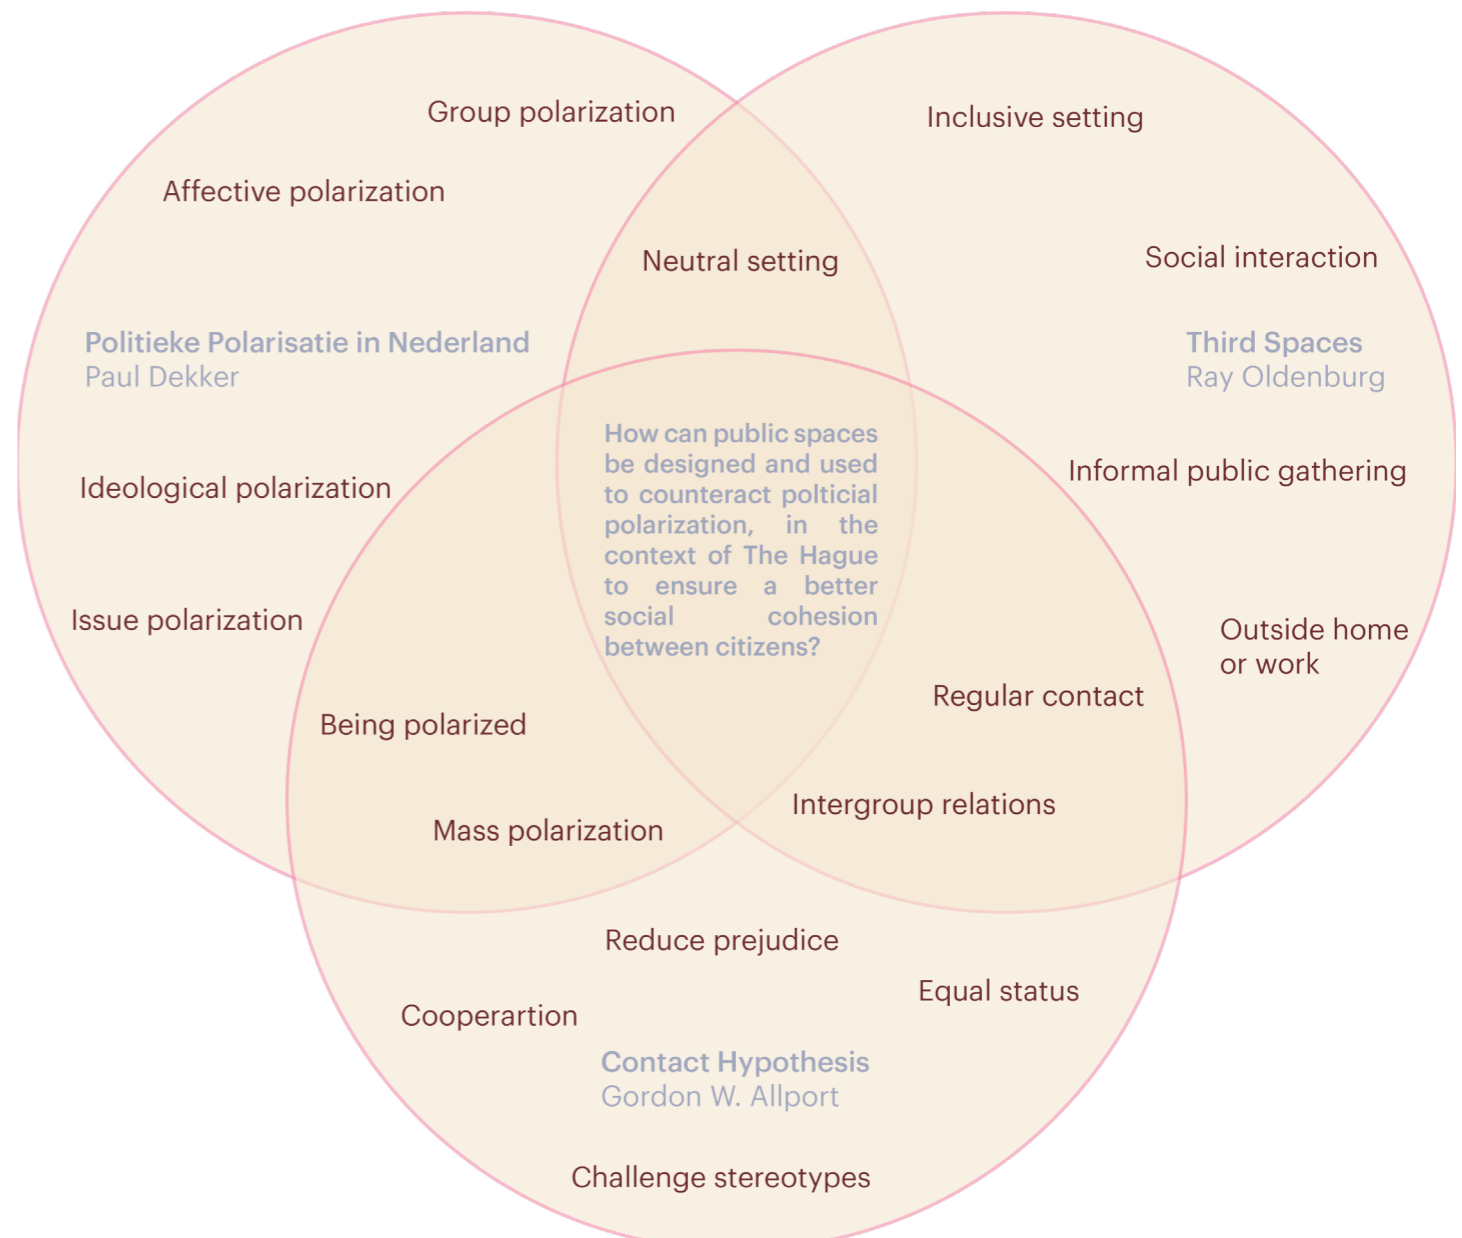 Group polarization
Inclusive setting
Affective polarization
Neutral setting
Social interaction
Politieke Polarisatie in Nederland
Paul Dekker
Third Spaces
Ray Oldenburg
How can public spaces
be designed and used
to counteract polticial
polarization, in the
context of The Hague
to ensure a better
social cohesion
between citizens?
Informal public gathering
Ideological polarization
Issue polarization
Outside home
or work
Regular contact
Being polarized
Intergroup relations
Mass polarization
Reduce prejudice
Equal status
Cooperartion
Contact Hypothesis
Gordon W. Allport
Challenge stereotypes